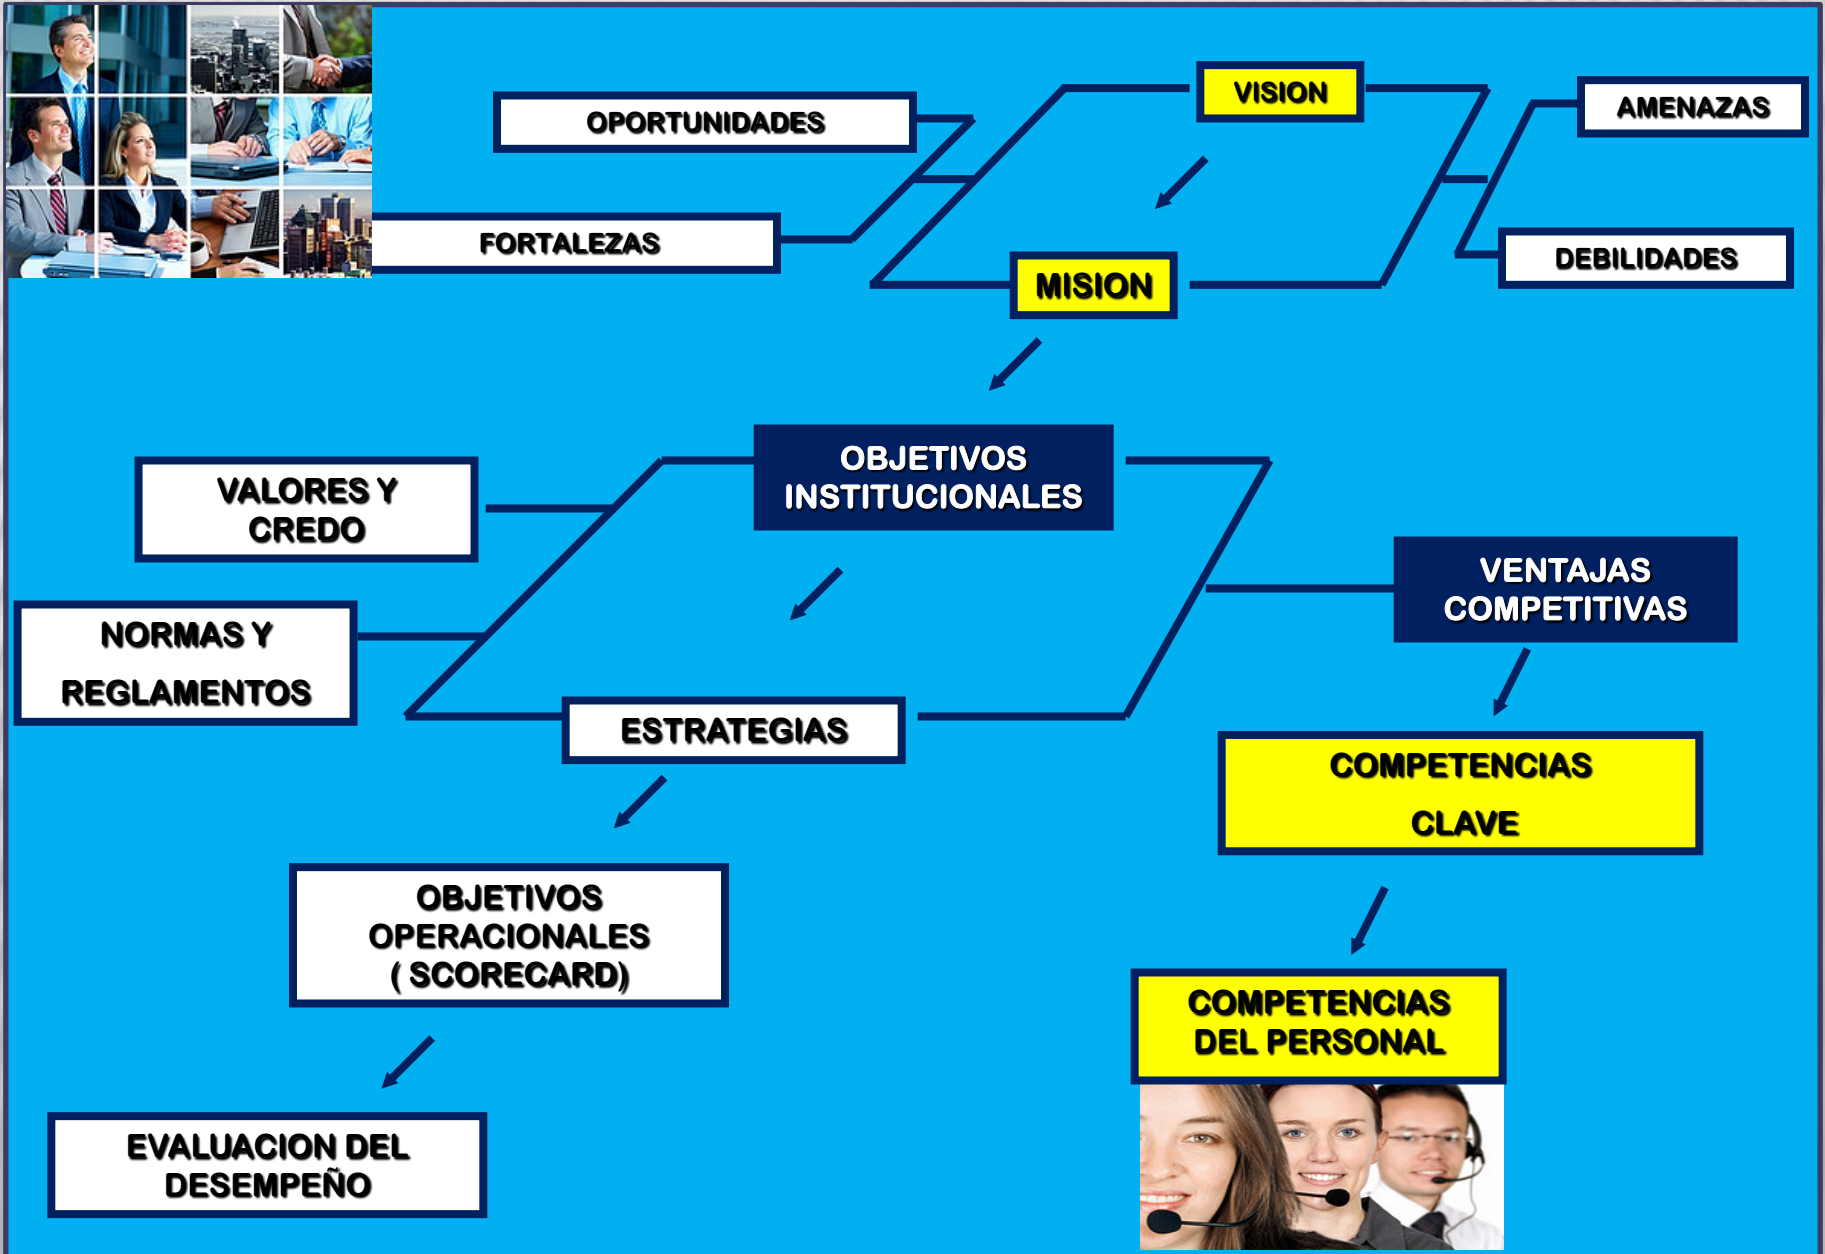 VISION
AMENAZAS
OPORTUNIDADES
FORTALEZAS
DEBILIDADES
MISION
OBJETIVOS
INSTITUCIONALES
VALORES Y
CREDO
VENTAJAS
COMPETITIVAS
NORMAS Y
REGLAMENTOS
ESTRATEGIAS
COMPETENCIAS
CLAVE
OBJETIVOS
OPERACIONALES
( SCORECARD)
COMPETENCIAS
DEL PERSONAL
EVALUACION DEL
DESEMPEÑO